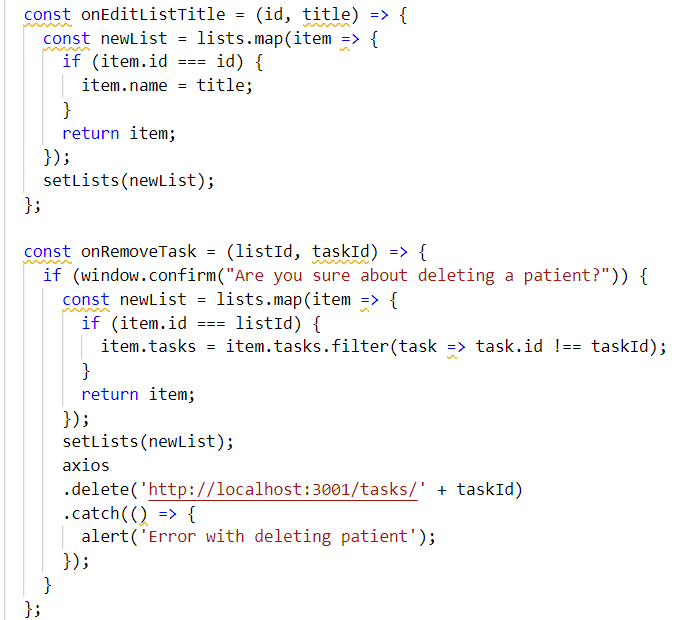 const onEditListTitle = (id, title) => {
const newList = lists.map(item => {
if (item.id === id) {
item.name = title;
}
return item;
});
setLists(newList);
};
const onRemoveTask = (listId, taskId) => {
if (window.confirm("Are you sure about deleting a patient?")) {
const newList = lists.map(item => {
if (item.id === listId) {
item.tasks = item.tasks.filter(task => task.id !== taskId);
}
return item;
});
setLists(newList);
axios
.delete('http://localhost:3001/tasks/' + taskId)
.catch(() => {
alert('Error with deleting patient');
});
}
};